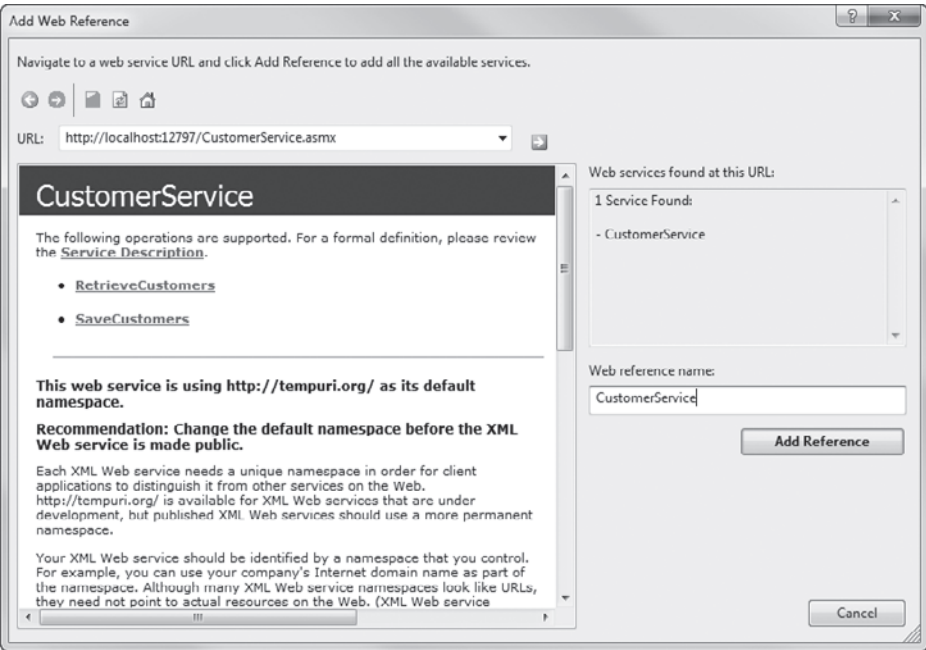 Add Web Reference
Navigate to a web service URL and click Add Reference to add all the available services.
URL: http://localhost:12797/CustomerService.asmx
CustomerService
The following operations are supported. For a formal definition, please review
the Service Description.
• RetrieveCustomers
• SaveCustomers
This web service is using http://tempuri.org/ as its default
namespace.
Recommendation: Change the default namespace before the XML
Web service is made public.
Each XML Web service needs a unique namespace in order for client
applications to distinguish it from other services on the Web.
http://tempuri.org/ is available for XML Web services that are under
development, but published XML Web services should use a more permanent
namespace.
Your XML Web service should be identified by a namespace that you control.
For example, you can use your company's Internet domain name as part of
the namespace. Although many XML Web service namespaces look like URLs,
they need not point to actual resources on the Web. (XML Web service
Web services found at this URL:
1 Service Found:
- CustomerService
Web reference name:
CustomerService
Add Reference
Cancel